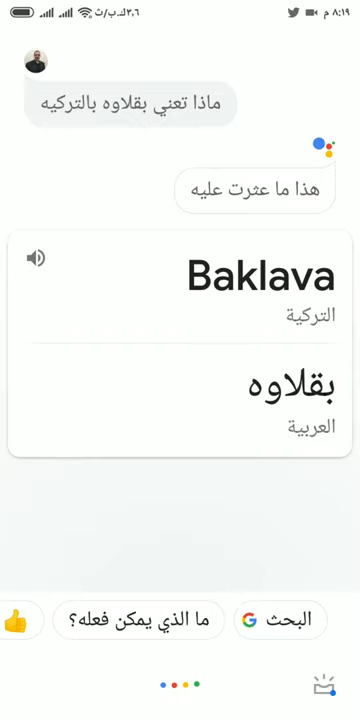 ٨:١٩ م
٣٫٦ك.ب/ث
ماذا تعني بقلاوه بالتركيه
هذا ما عثرت عليه
Baklava
التركية
بقلاوه
العربية
البحث
ما الذي يمكن فعله؟